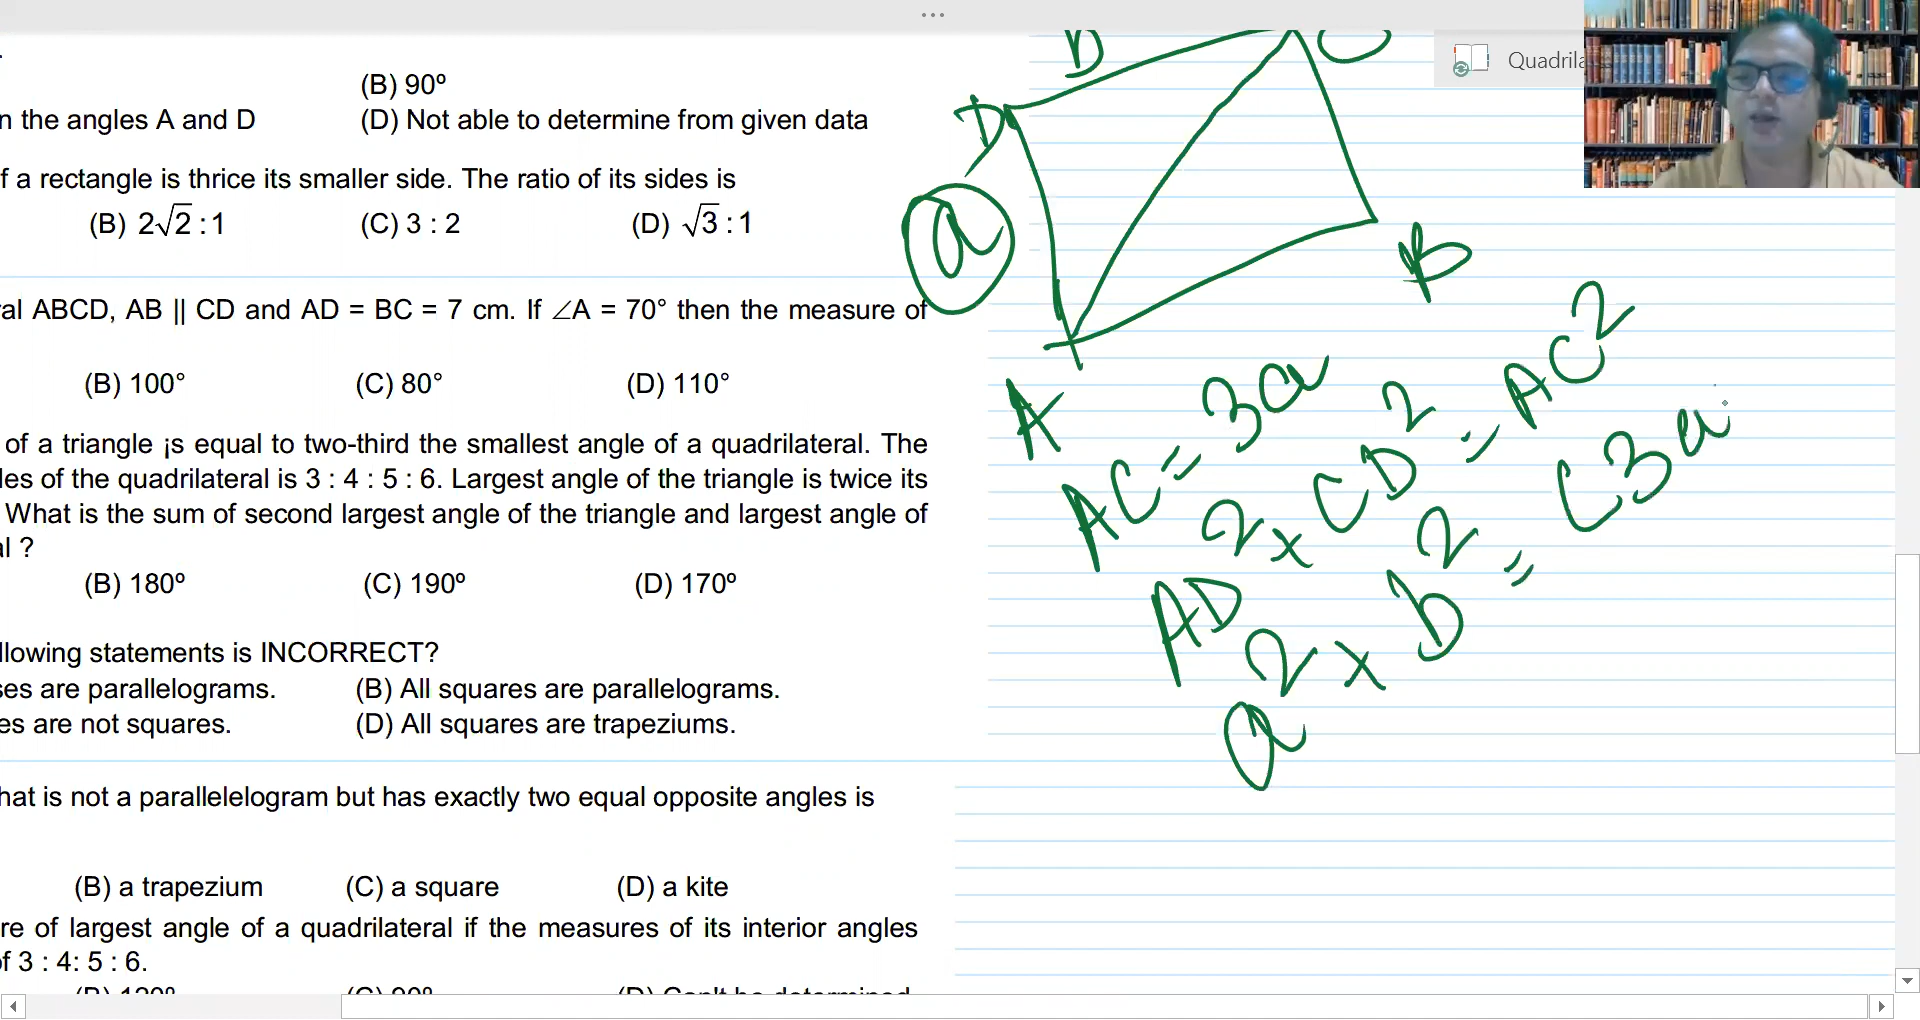 ...
Quadrila
(B) 90º
n the angles A and D (D) Not able to determine from given data
f a rectangle is thrice its smaller side. The ratio of its sides is
(B) 2√2 : 1 (C) 3 : 2 (D) √3 : 1
ral ABCD, AB || CD and AD = BC = 7 cm. If ∠A = 70° then the measure of
(B) 100° (C) 80° (D) 110°
of a triangle is equal to two-third the smallest angle of a quadrilateral. The
les of the quadrilateral is 3 : 4 : 5 : 6. Largest angle of the triangle is twice its
What is the sum of second largest angle of the triangle and largest angle of
al ?
(B) 180º (C) 190º (D) 170º
llowing statements is INCORRECT?
ses are parallelograms. (B) All squares are parallelograms.
es are not squares. (D) All squares are trapeziums.
hat is not a parallelelogram but has exactly two equal opposite angles is
(B) a trapezium (C) a square (D) a kite
re of largest angle of a quadrilateral if the measures of its interior angles
of 3 : 4: 5 : 6.
(B) 120º (C) 90º (D) Can't be determined
b
C
D
a
B
A
AC = 3a
AD2 × CD2 = AC2
a2 × b2 = (3a